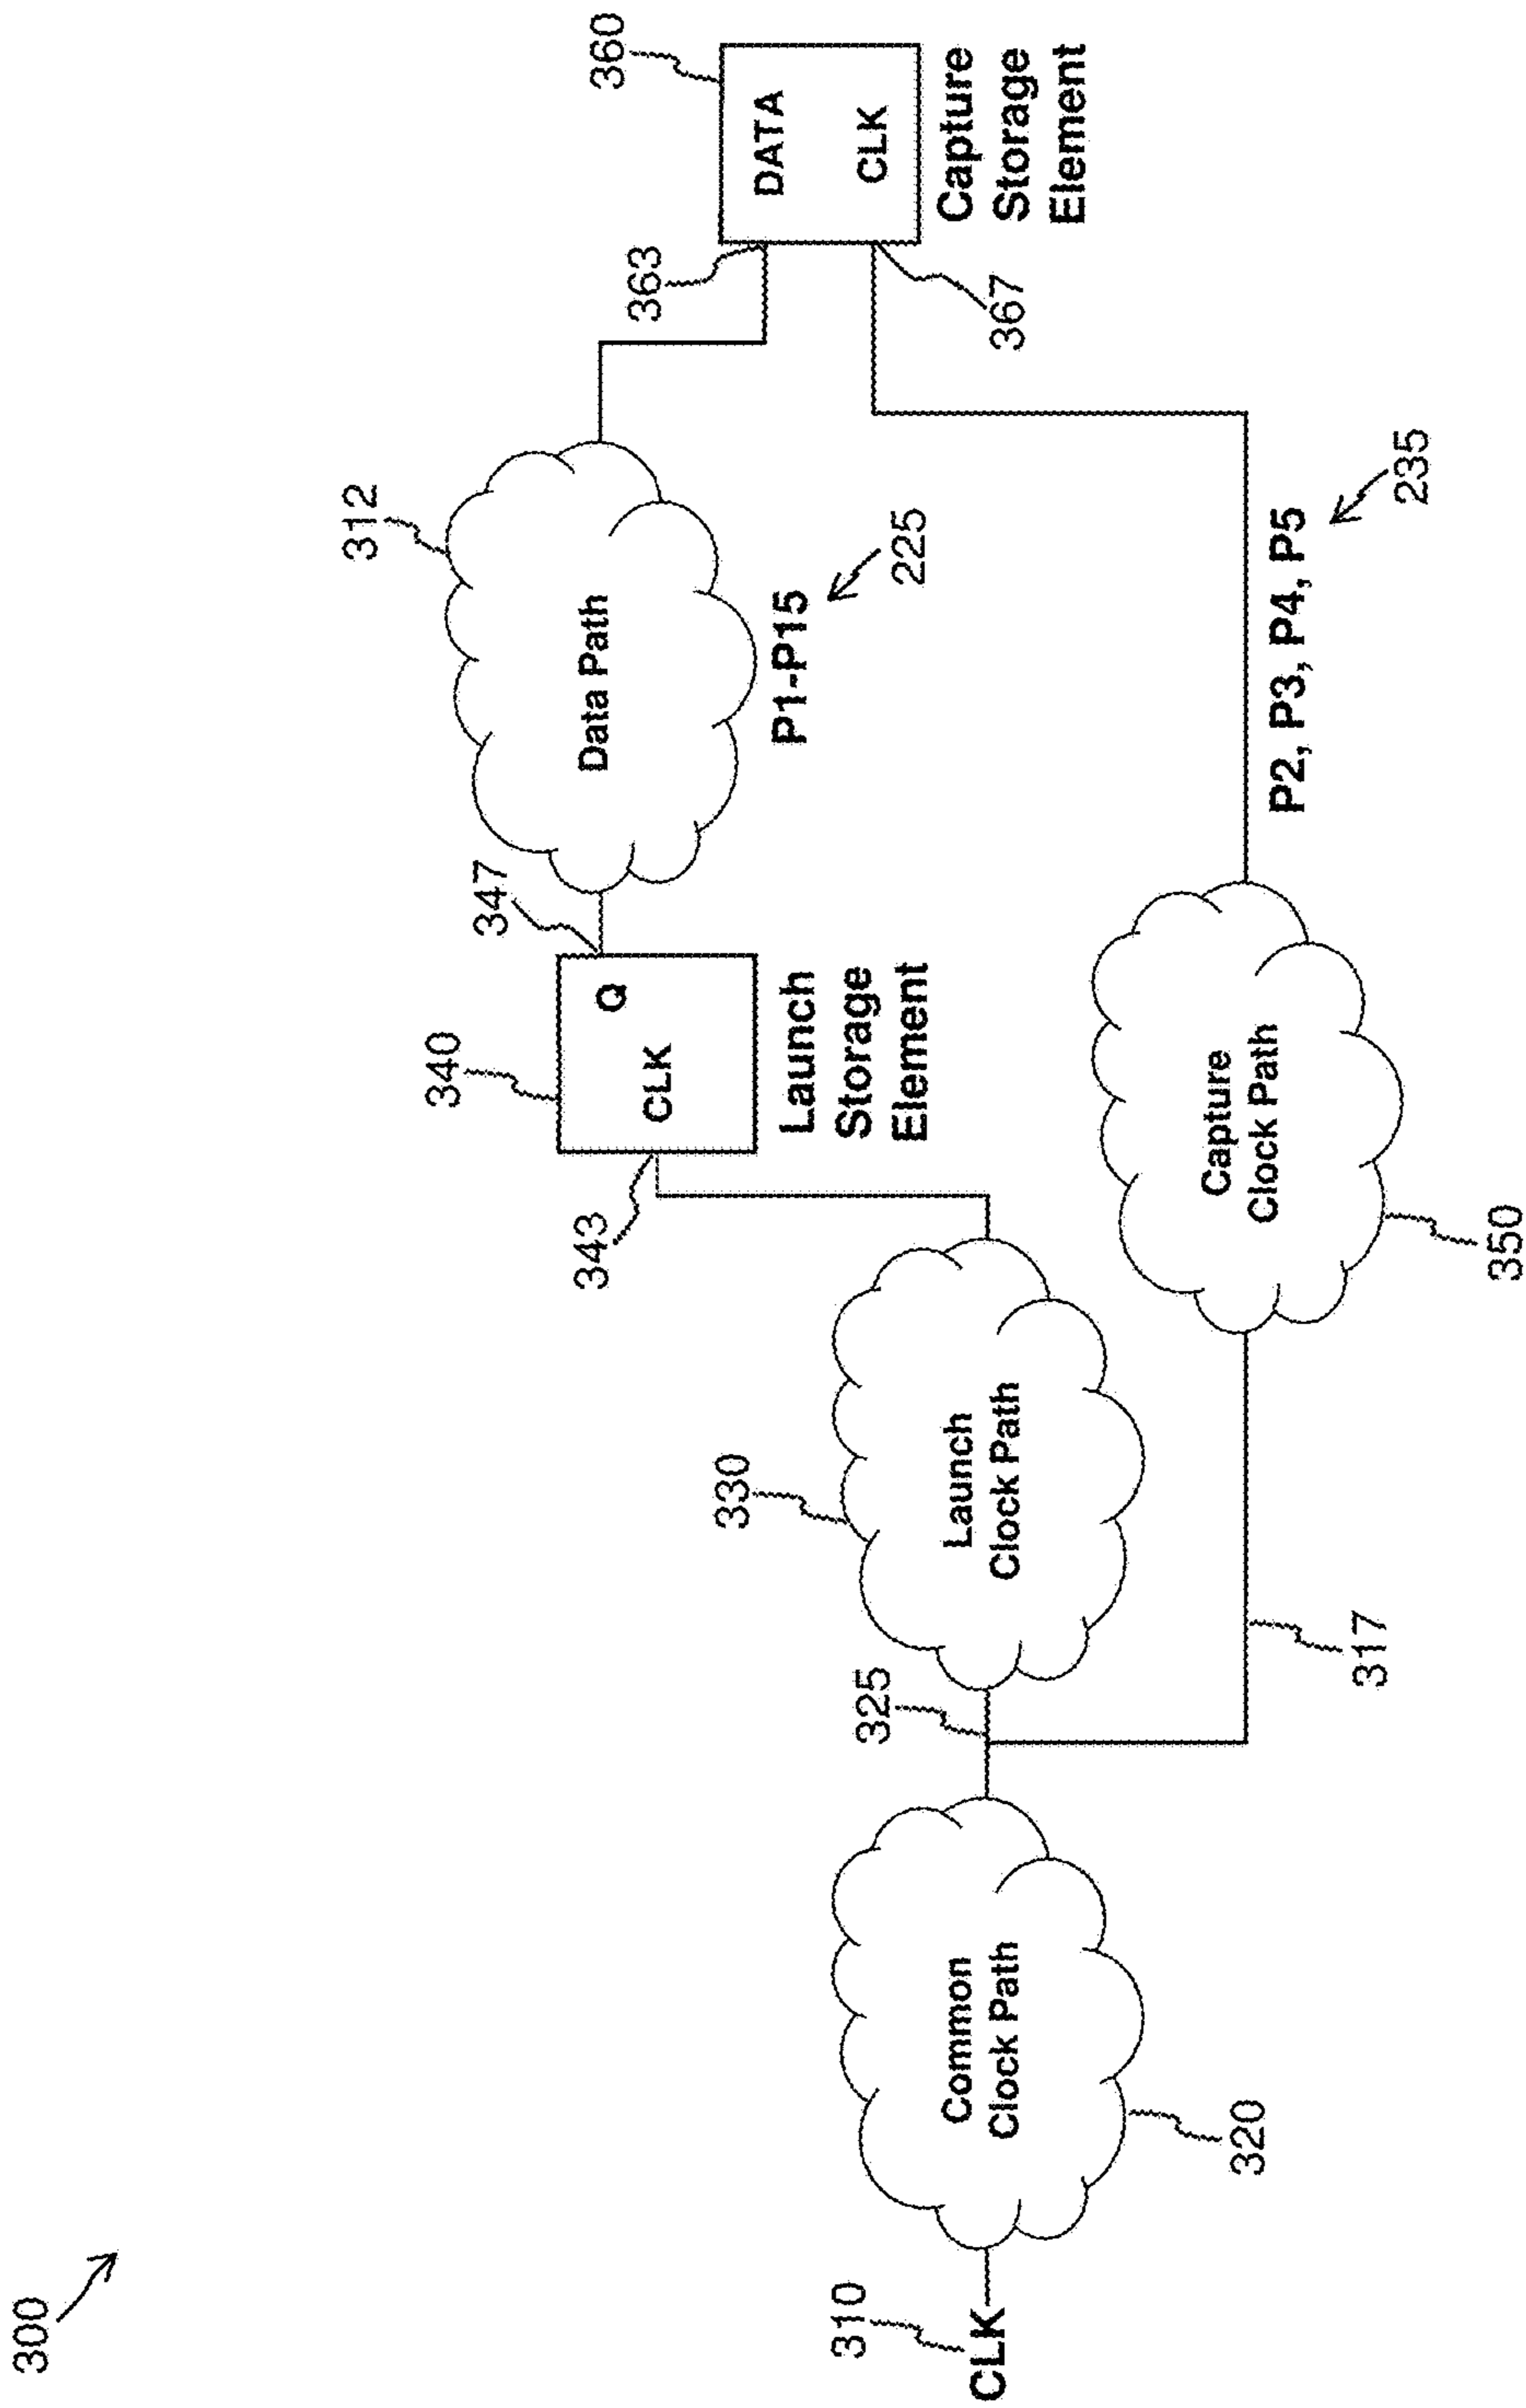 300
312
360
DATA
CLK
Capture
Storage
Element
363
367
Data Path
P1-P15
225
347
340
Q
CLK
Launch
Storage
Element
343
330
Launch
Clock Path
325
Capture
Clock Path
350
P2, P3, P4, P5
235
317
Common
Clock Path
320
310
CLK